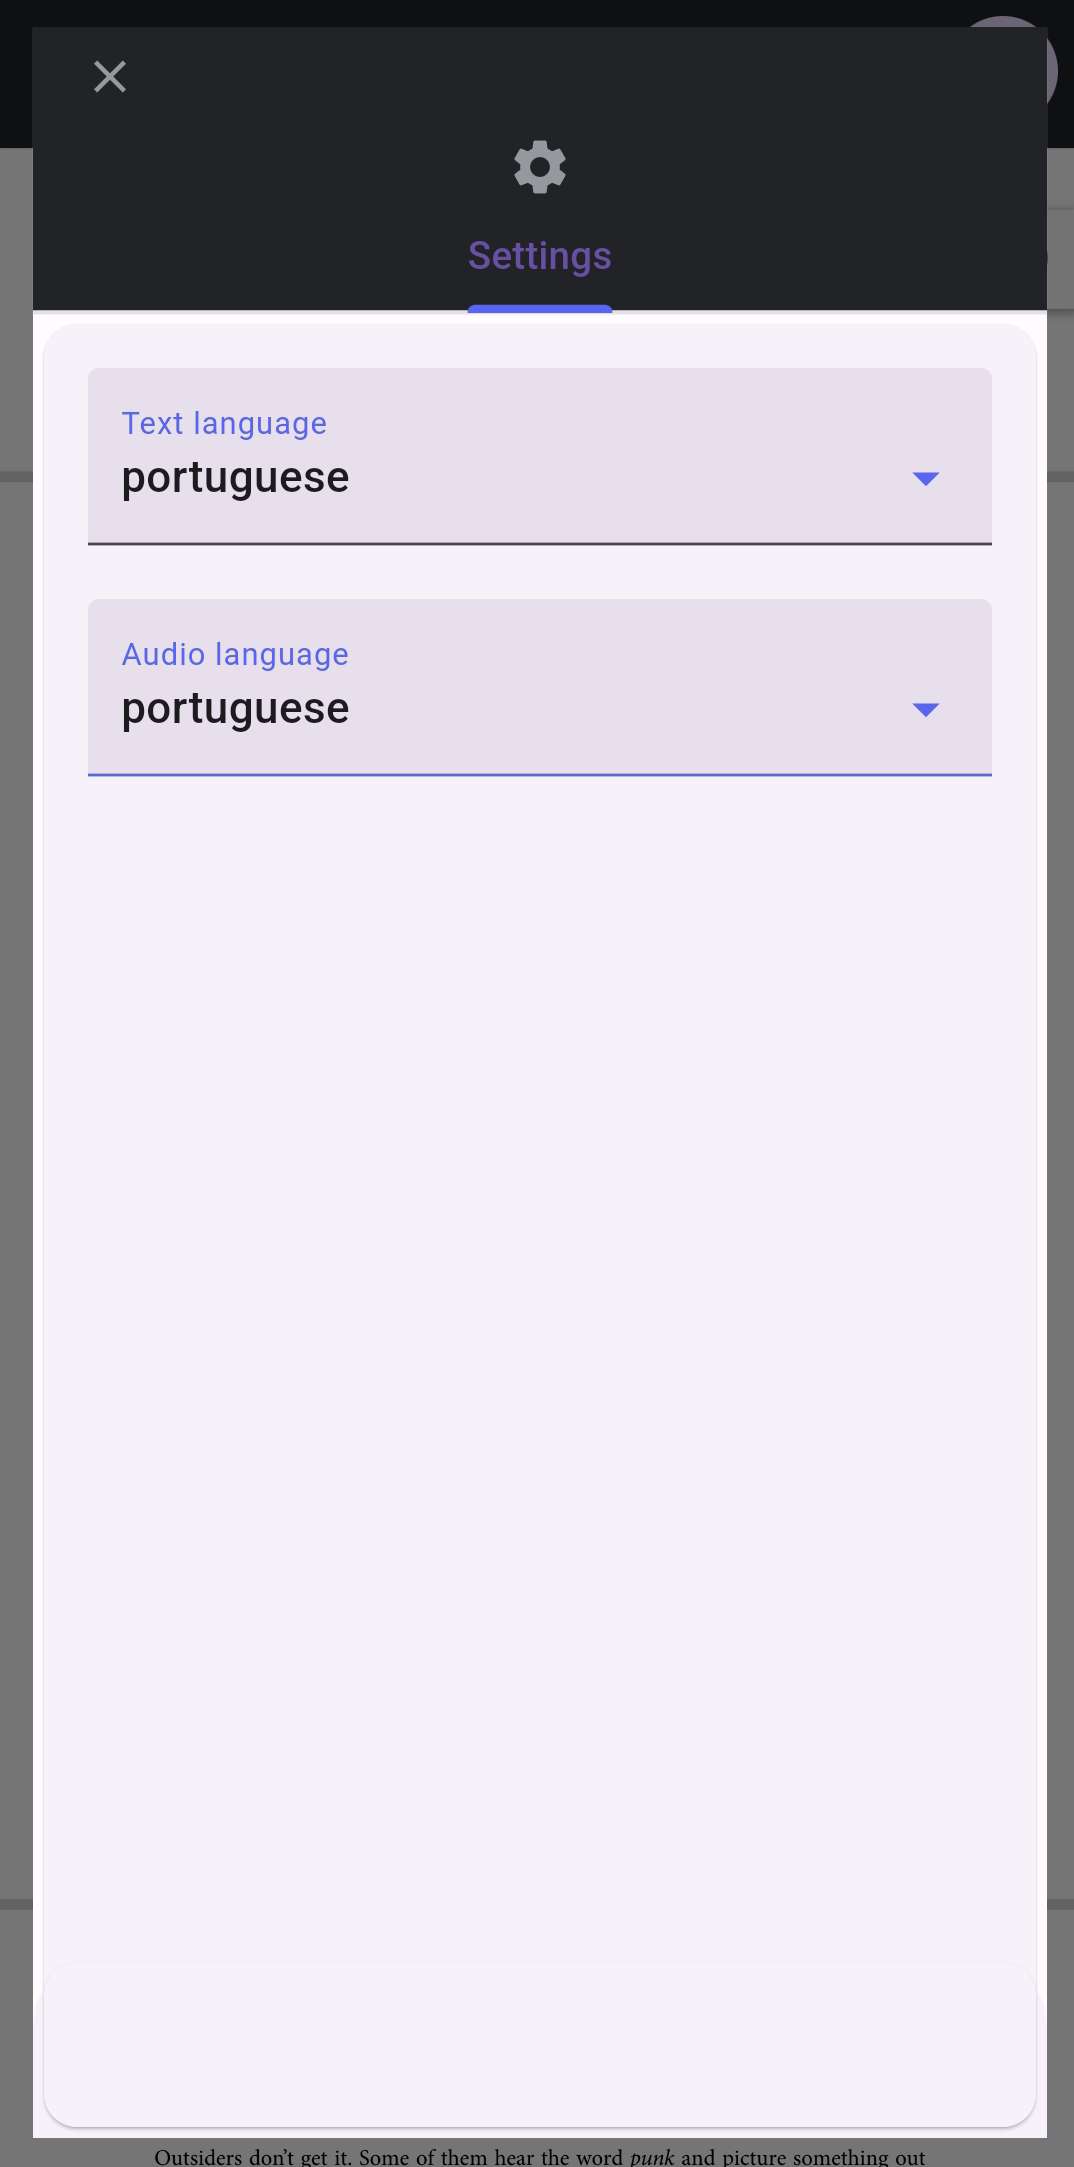 Settings
Text language
portuguese
Audio language
portuguese
Outsiders don’t get it. Some of them hear the word punk and picture something out